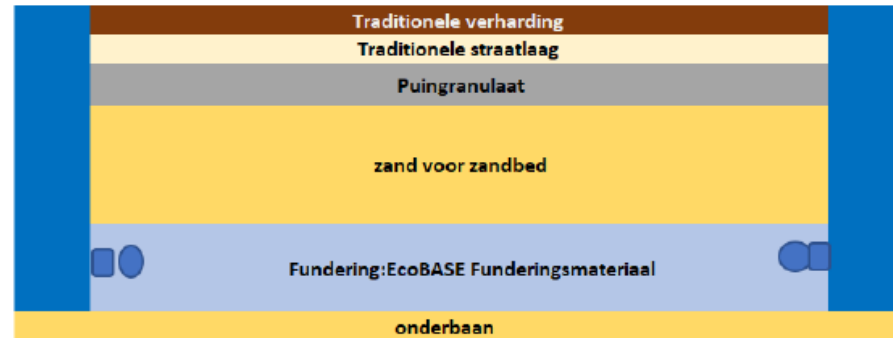 Traditionele verharding
Traditionele straatlaag
Puingranulaat
zand voor zandbed
Fundering:EcoBASE Funderingsmateriaal
onderbaan